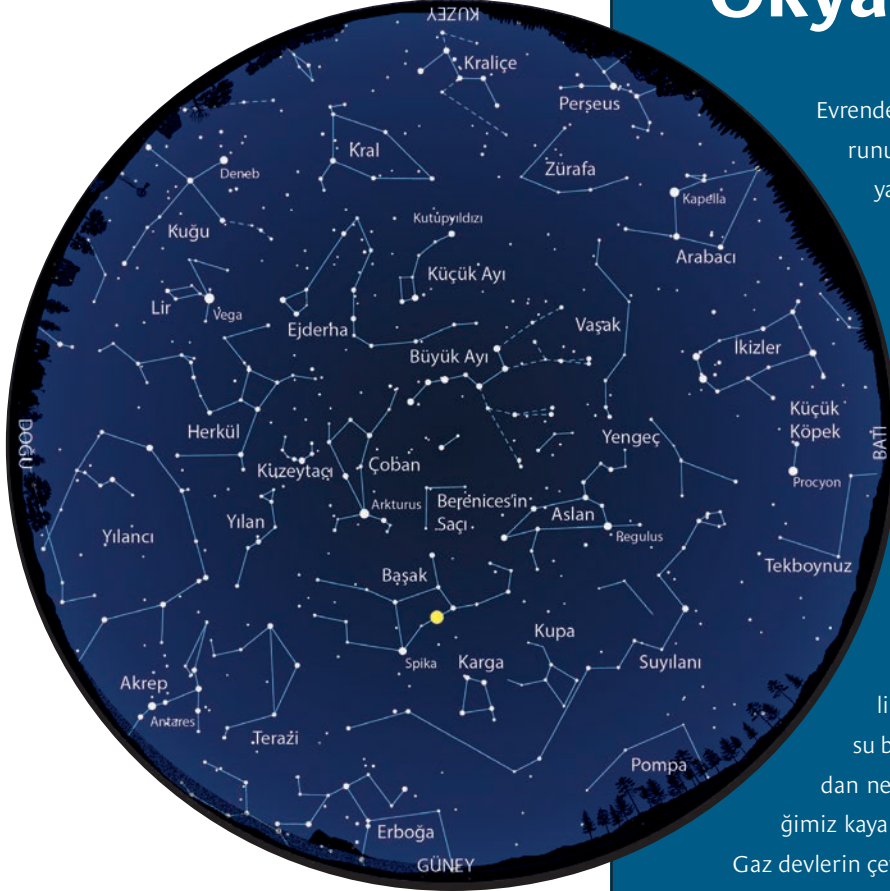 KUZEY
Kraliçe
Perseus
Kral
Zürafa
Deneb
Kapella
Kuğu
Kutupyıldızı
Arabacı
Küçük Ayı
Lir
Vega
Ejderha
Vaşak
Büyük Ayı
İkizler
Küçük
Köpek
Herkül
Yengeç
DOĞU
BATI
Kuzeytaçı
Çoban
Procyon
Arkturus
Berenices'in
Saçı
Yılan
Aslan
Regulus
Yılancı
Tekboynuz
Başak
Kupa
Spika
Karga
Suyılanı
Akrep
Antares
Terazi
Pompa
Erboğa
GÜNEY
Okya
Evrende
runu
ya
li
su b
dan ne
ğimiz kaya
Gaz devlerin çe